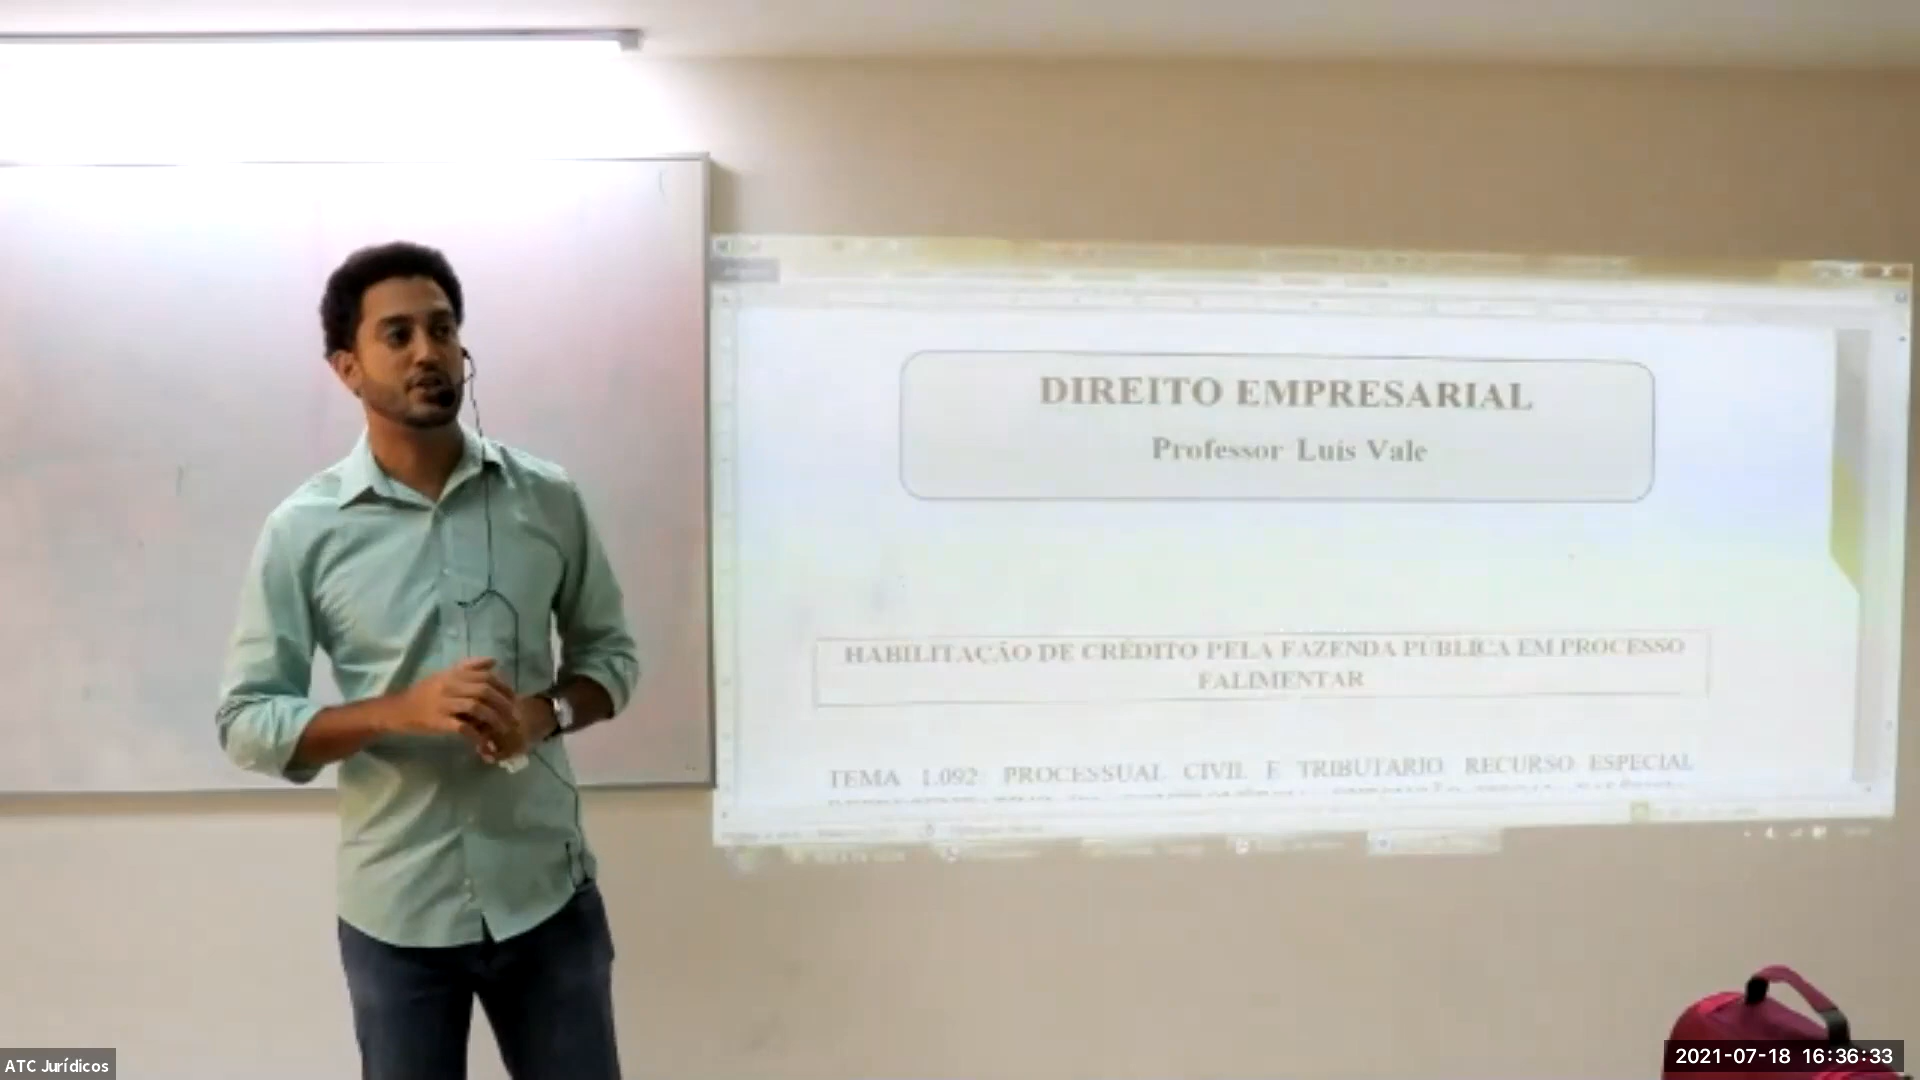 DIREITO EMPRESARIAL
Professor Luis Vale
HABILITAÇÃO DE CRÉDITO PELA FAZENDA PÚBLICA EM PROCESSO
FALIMENTAR
TEMA 1.092 PROCESSUAL CIVIL E TRIBUTÁRIO RECURSO ESPECIAL
ATC Jurídicos
2021-07-18 16:36:33